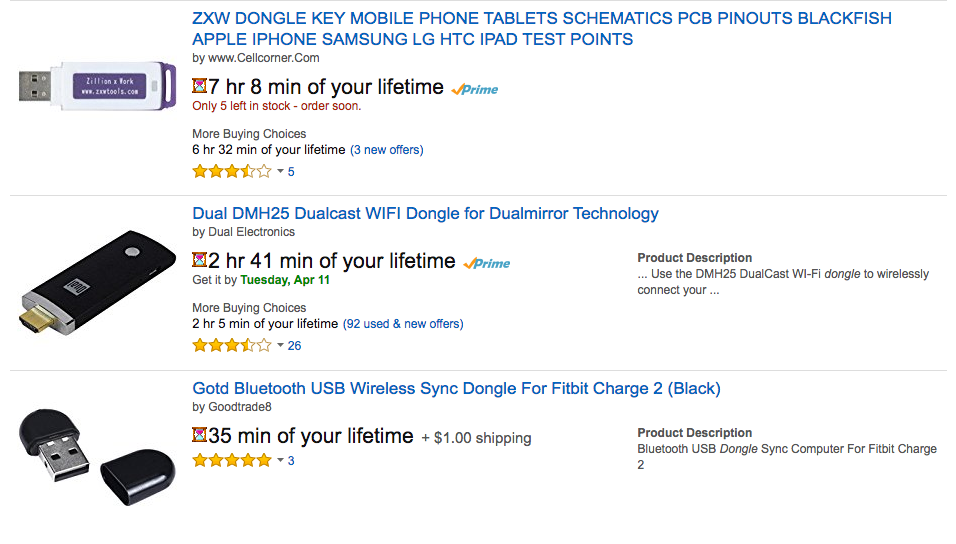 ZXW DONGLE KEY MOBILE PHONE TABLETS SCHEMATICS PCB PINOUTS BLACKFISH
APPLE IPHONE SAMSUNG LG HTC IPAD TEST POINTS
by www.Cellcorner.Com
Zillion x Work
www.zxwtools.com
7 hr 8 min of your lifetime Prime
Only 5 left in stock - order soon.
More Buying Choices
6 hr 32 min of your lifetime (3 new offers)
5
Dual DMH25 Dualcast WIFI Dongle for Dualmirror Technology
by Dual Electronics
2 hr 41 min of your lifetime Prime
Get it by Tuesday, Apr 11
More Buying Choices
2 hr 5 min of your lifetime (92 used & new offers)
26
Product Description
... Use the DMH25 DualCast WI-Fi dongle to wirelessly
connect your ...
Gotd Bluetooth USB Wireless Sync Dongle For Fitbit Charge 2 (Black)
by Goodtrade8
35 min of your lifetime + $1.00 shipping
3
Product Description
Bluetooth USB Dongle Sync Computer For Fitbit Charge
2